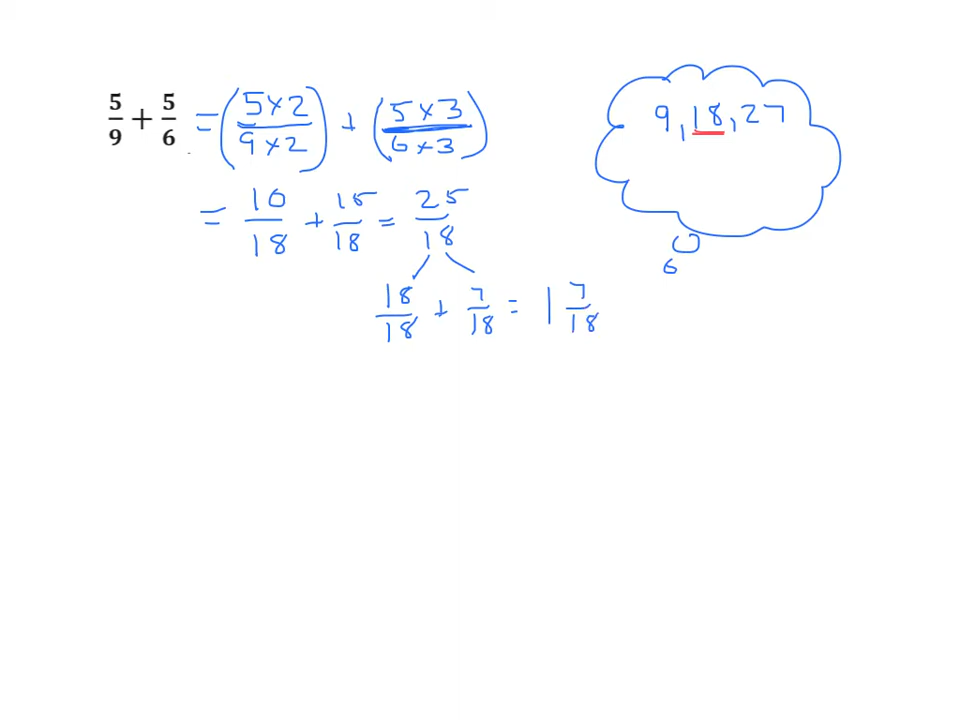 5/9 + 5/6 = (5×2/9×2) + (5×3/6×3)
= 10/18 + 15/18 = 25/18
18/18 + 7/18 = 1 7/18
9, 18, 27
6